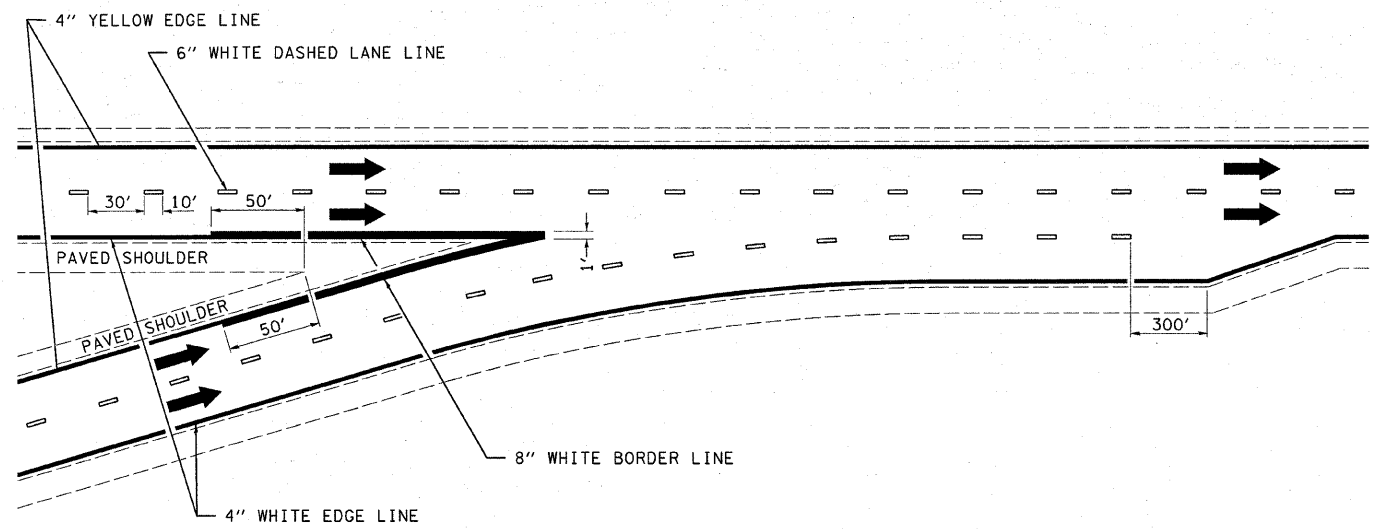 4" YELLOW EDGE LINE
6" WHITE DASHED LANE LINE
30'
10'
50'
PAVED SHOULDER
1'
PAVED SHOULDER
50'
300'
8" WHITE BORDER LINE
4" WHITE EDGE LINE